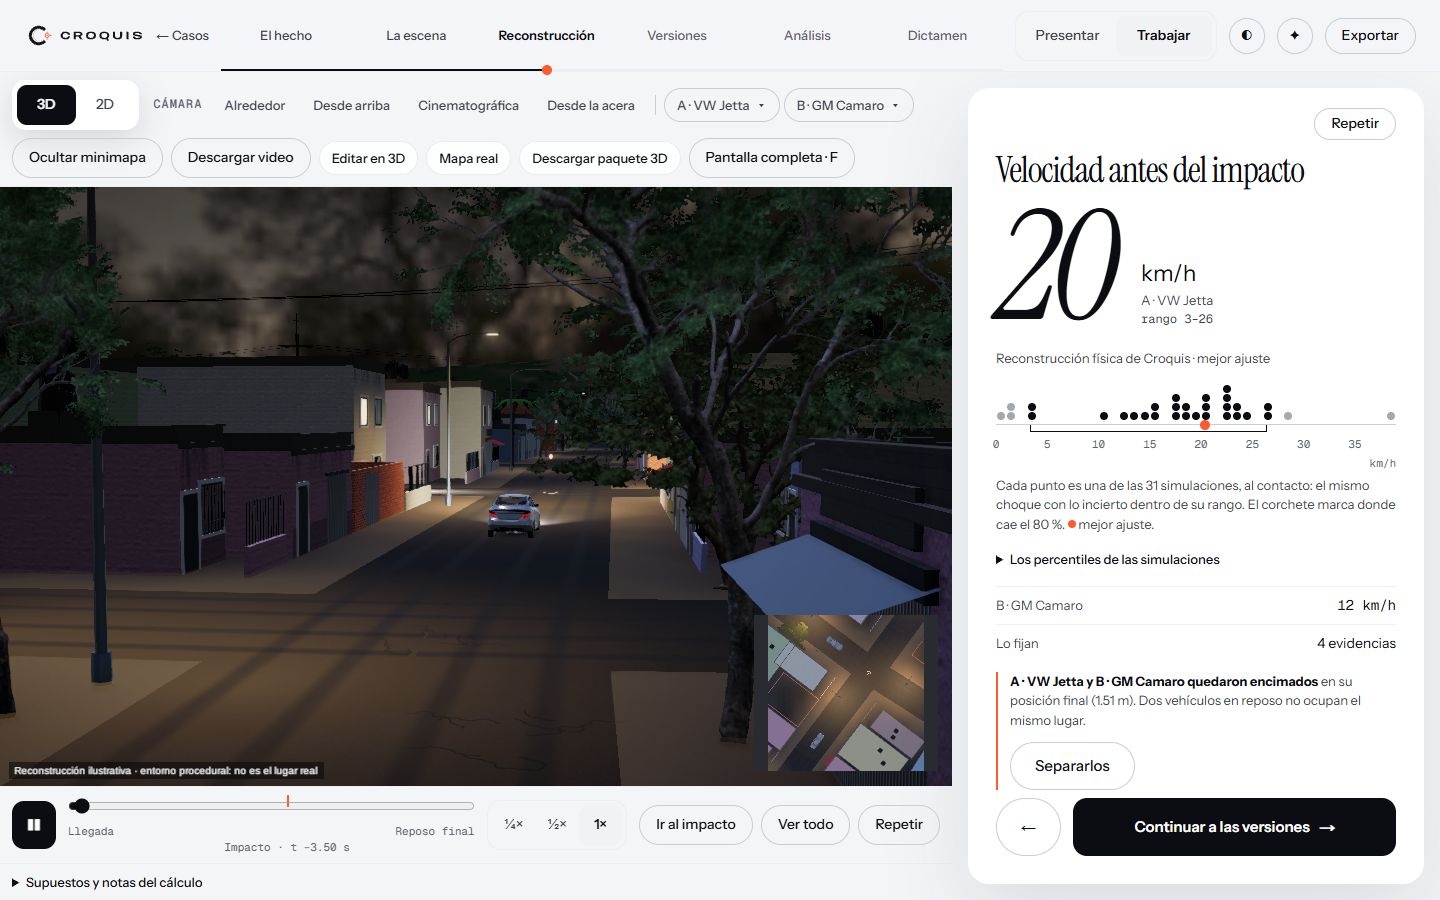 CROQUIS
← Casos
El hecho
La escena
Reconstrucción
Versiones
Análisis
Dictamen
Presentar
Trabajar
Exportar
3D
2D
CÁMARA
Alrededor
Desde arriba
Cinematográfica
Desde la acera
A · VW Jetta
B · GM Camaro
Ocultar minimapa
Descargar video
Editar en 3D
Mapa real
Descargar paquete 3D
Pantalla completa · F
Reconstrucción ilustrativa - entorno procedural: no es el lugar real
Llegada
Reposo final
Impacto · t −3.50 s
¼×
½×
1×
Ir al impacto
Ver todo
Repetir
Supuestos y notas del cálculo
Repetir
Velocidad antes del impacto
20
km/h
A · VW Jetta
rango 3–26
Reconstrucción física de Croquis · mejor ajuste
0 5 10 15 20 25 30 35
km/h
Cada punto es una de las 31 simulaciones, al contacto: el mismo
choque con lo incierto dentro de su rango. El corchete marca donde
cae el 80 %. mejor ajuste.
Los percentiles de las simulaciones
B · GM Camaro
12 km/h
Lo fijan
4 evidencias
A · VW Jetta y B · GM Camaro quedaron encimados en su
posición final (1.51 m). Dos vehículos en reposo no ocupan el
mismo lugar.
Separarlos
←
Continuar a las versiones →